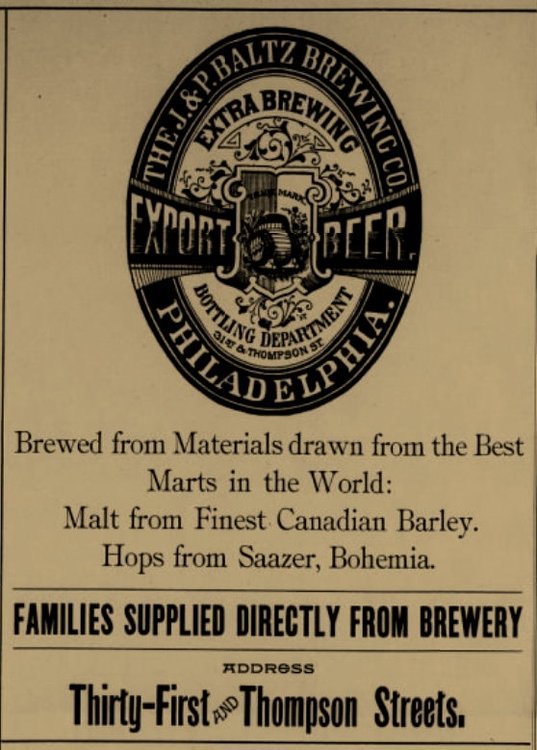 THE J. & P. BALTZ BREWING CO.
EXTRA BREWING
TRADE MARK
EXPORT BEER.
BOTTLING DEPARTMENT
31ST & THOMPSON ST
PHILADELPHIA.
Brewed from Materials drawn from the Best
Marts in the World:
Malt from Finest Canadian Barley.
Hops from Saazer, Bohemia.
FAMILIES SUPPLIED DIRECTLY FROM BREWERY
ADDRESS
Thirty-First AND Thompson Streets.